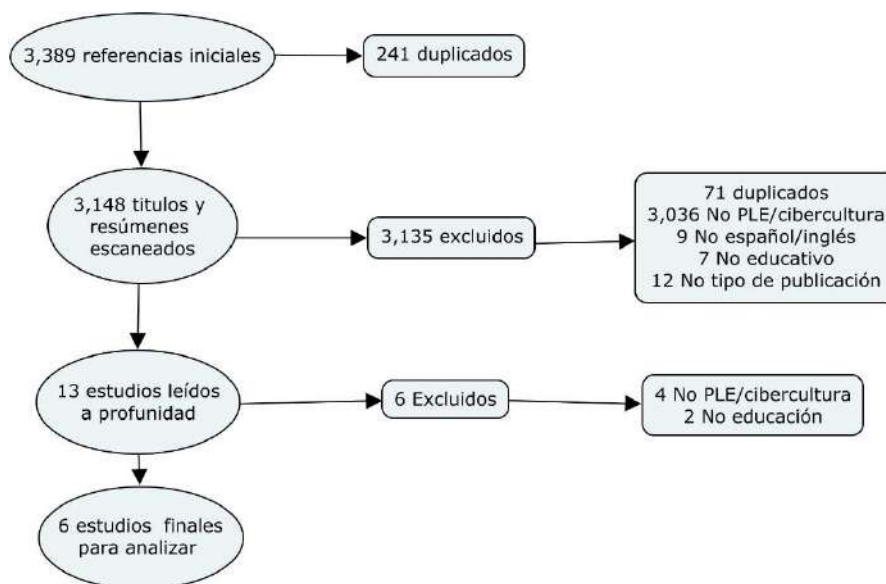 3,389 referencias iniciales
241 duplicados
3,148 titulos y
resúmenes
escaneados
3,135 excluidos
71 duplicados
3,036 No PLE/cibercultura
9 No español/inglés
7 No educativo
12 No tipo de publicación
13 estudios leídos
a profunidad
6 Excluidos
4 No PLE/cibercultura
2 No educación
6 estudios finales
para analizar